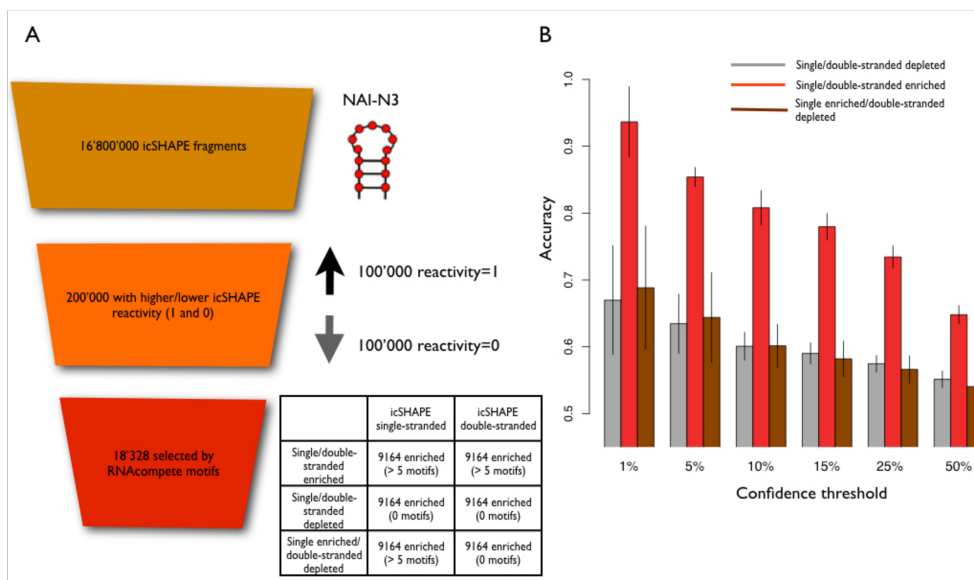 A
16'800'000 icSHAPE fragments
NAI-N3
200'000 with higher/lower icSHAPE
reactivity (1 and 0)
100'000 reactivity=1
100'000 reactivity=0
18'328 selected by
RNAcompete motifs
icSHAPE
single-stranded
icSHAPE
double-stranded
Single/double-
stranded
enriched
9164 enriched
(> 5 motifs)
9164 enriched
(> 5 motifs)
Single/double-
stranded
depleted
9164 enriched
(0 motifs)
9164 enriched
(0 motifs)
Single enriched/
double-stranded
depleted
9164 enriched
(> 5 motifs)
9164 enriched
(0 motifs)
B
Single/double-stranded depleted
Single/double-stranded enriched
Single enriched/double-stranded
depleted
Accuracy
1.0
0.9
0.8
0.7
0.6
0.5
1% 5% 10% 15% 25% 50%
Confidence threshold